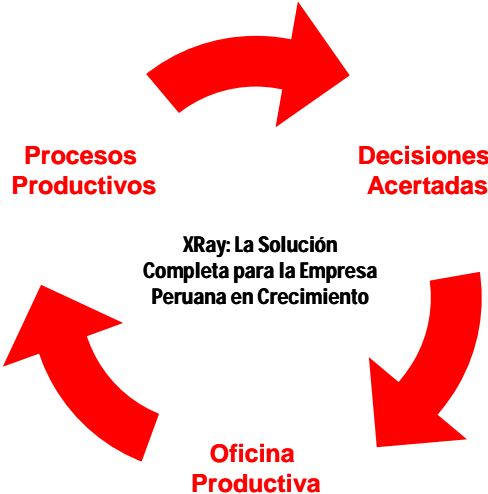 Procesos
Productivos
Decisiones
Acertadas
XRay: La Solución
Completa para la Empresa
Peruana en Crecimiento
Oficina
Productiva